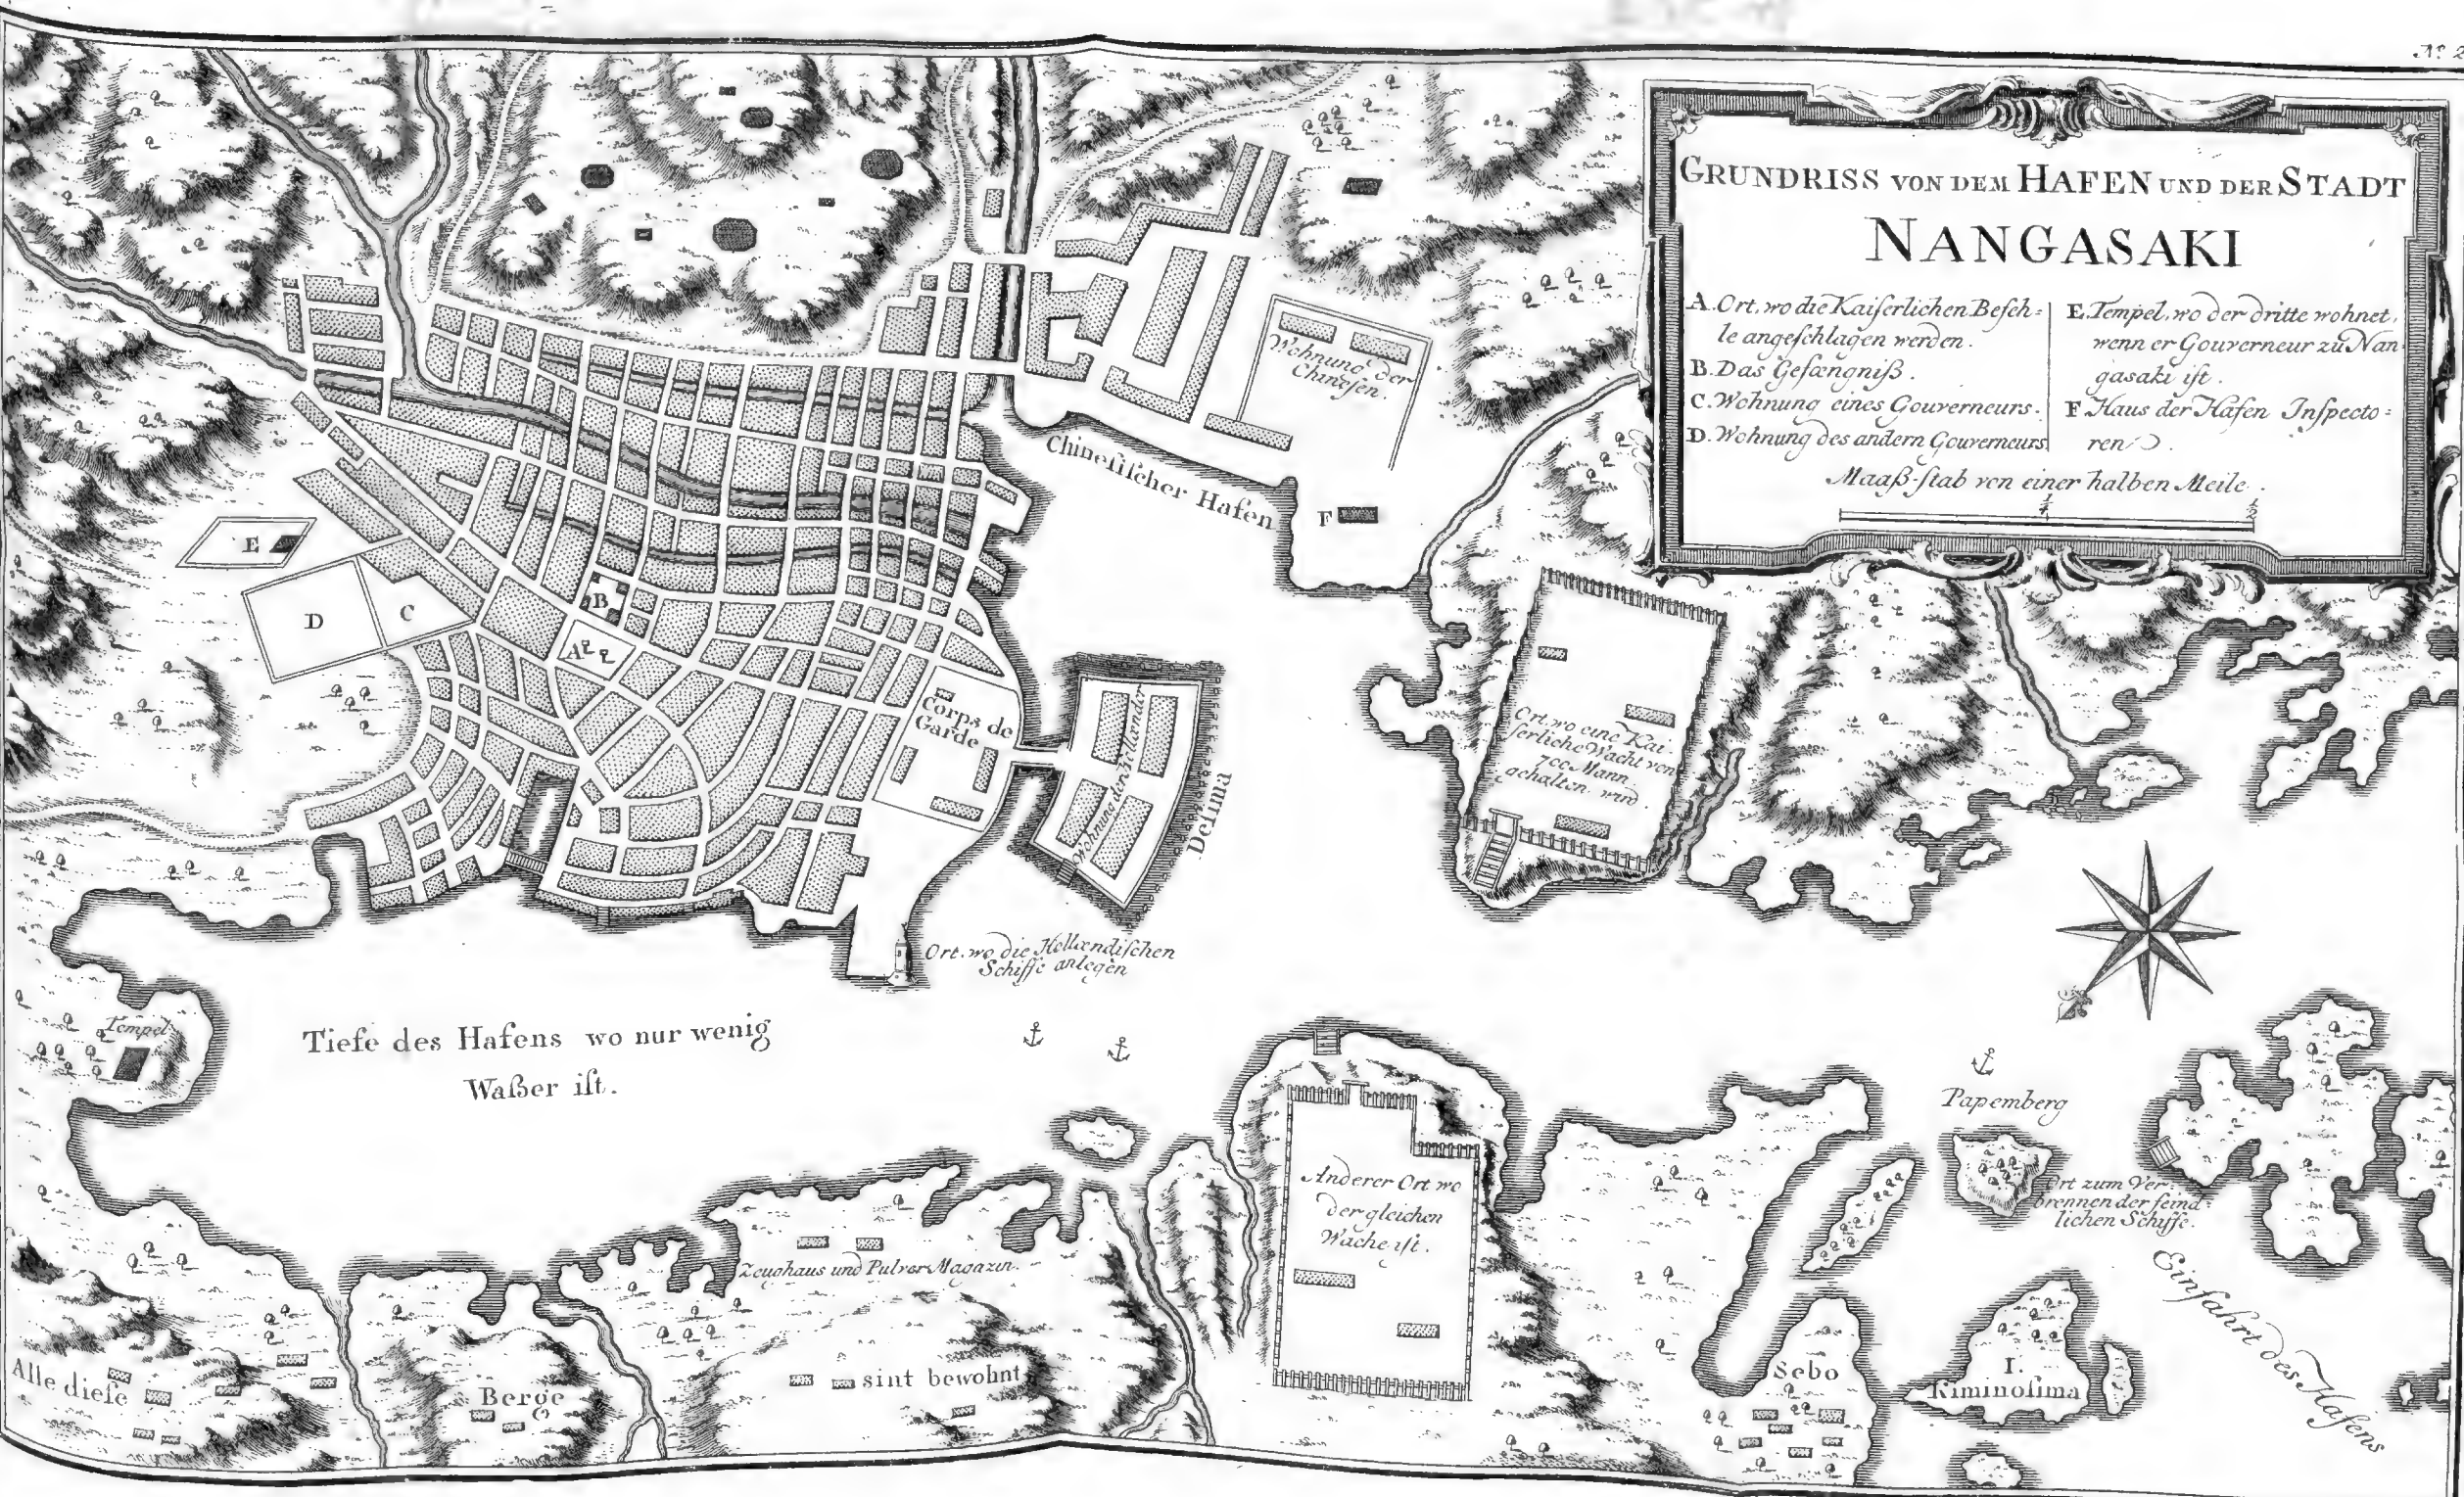 Nº 2
GRUNDRISS VON DEM HAFEN UND DER STADT
NANGASAKI
A. Ort, wo die Kaiſerlichen Befeh=
le angeſchlagen werden.
B. Das Gefængniß.
C. Wohnung eines Gouverneurs.
D. Wohnung des andern Gouverneurs
E. Tempel, wo der dritte wohnet,
wenn er Gouverneur zu Nan
gasaki iſt.
F. Haus der Hafen Inſpecto=
ren.
Maaß-ſtab von einer halben Meile.
1/4
1/2
Wohnung der
Chineſen.
Chineſiſcher Hafen
F
E
D
C
B
A
Corps de
Garde
Wohnung der Hollænder
Deſima
Ort, wo eine Kai
ſerliche Wacht von
700 Mann
gehalten wird.
Ort, wo die Hollændiſchen
Schiffe anlegen
Tempel
Tiefe des Hafens wo nur wenig
Waßer iſt.
Papemberg
Ort zum Ver
brennen der feind
lichen Schiffe.
Anderer Ort wo
der gleichen
Wache iſt.
Zeughaus und Pulver Magazin.
Einfahrt des Hafens
Alle dieſe
Berge
sint bewohnt
Sebo
I.
Kiminoſima